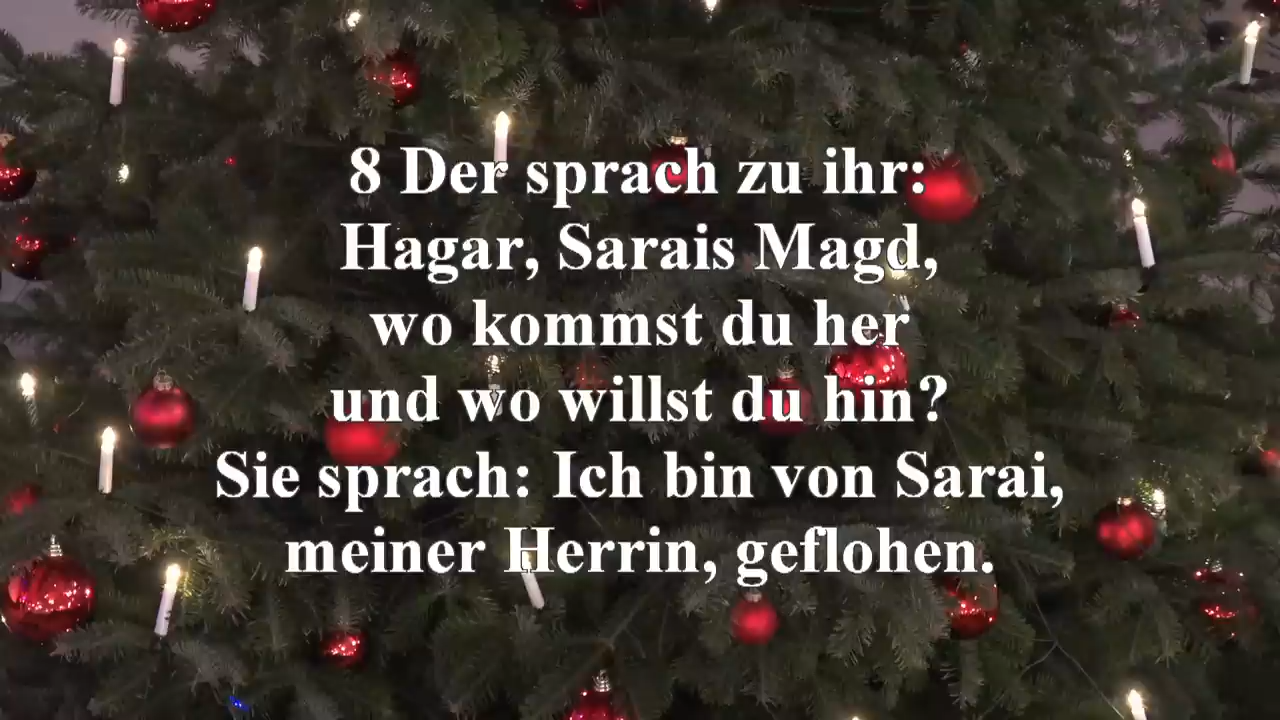 8 Der sprach zu ihr:
Hagar, Sarais Magd,
wo kommst du her
und wo willst du hin?
Sie sprach: Ich bin von Sarai,
meiner Herrin, geflohen.